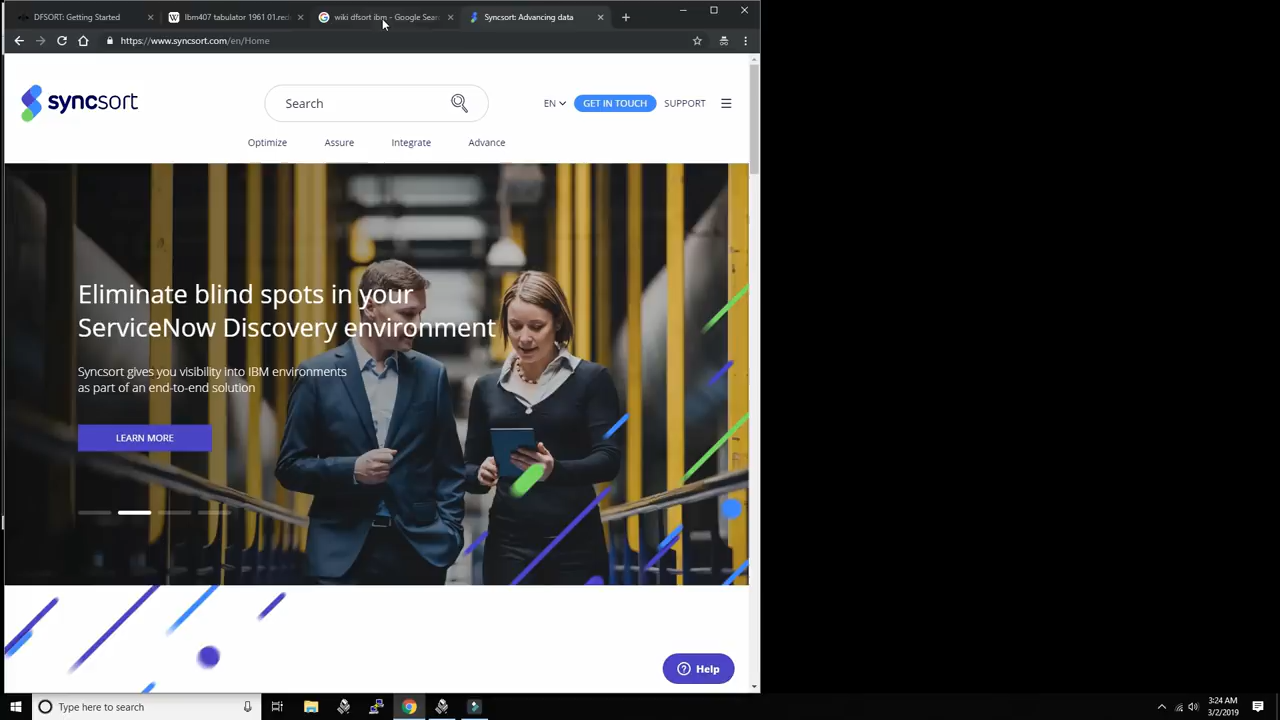 DFSORT: Getting Started
Ibm407 tabulator 1961 01.red
wiki dfsort ibm - Google Sear
Syncsort: Advancing data
https://www.syncsort.com/en/Home
syncsort
Search
EN
GET IN TOUCH
SUPPORT
Optimize
Assure
Integrate
Advance
Eliminate blind spots in your
ServiceNow Discovery environment
Syncsort gives you visibility into IBM environments
as part of an end-to-end solution
LEARN MORE
Help
Type here to search
3:24 AM
3/2/2019